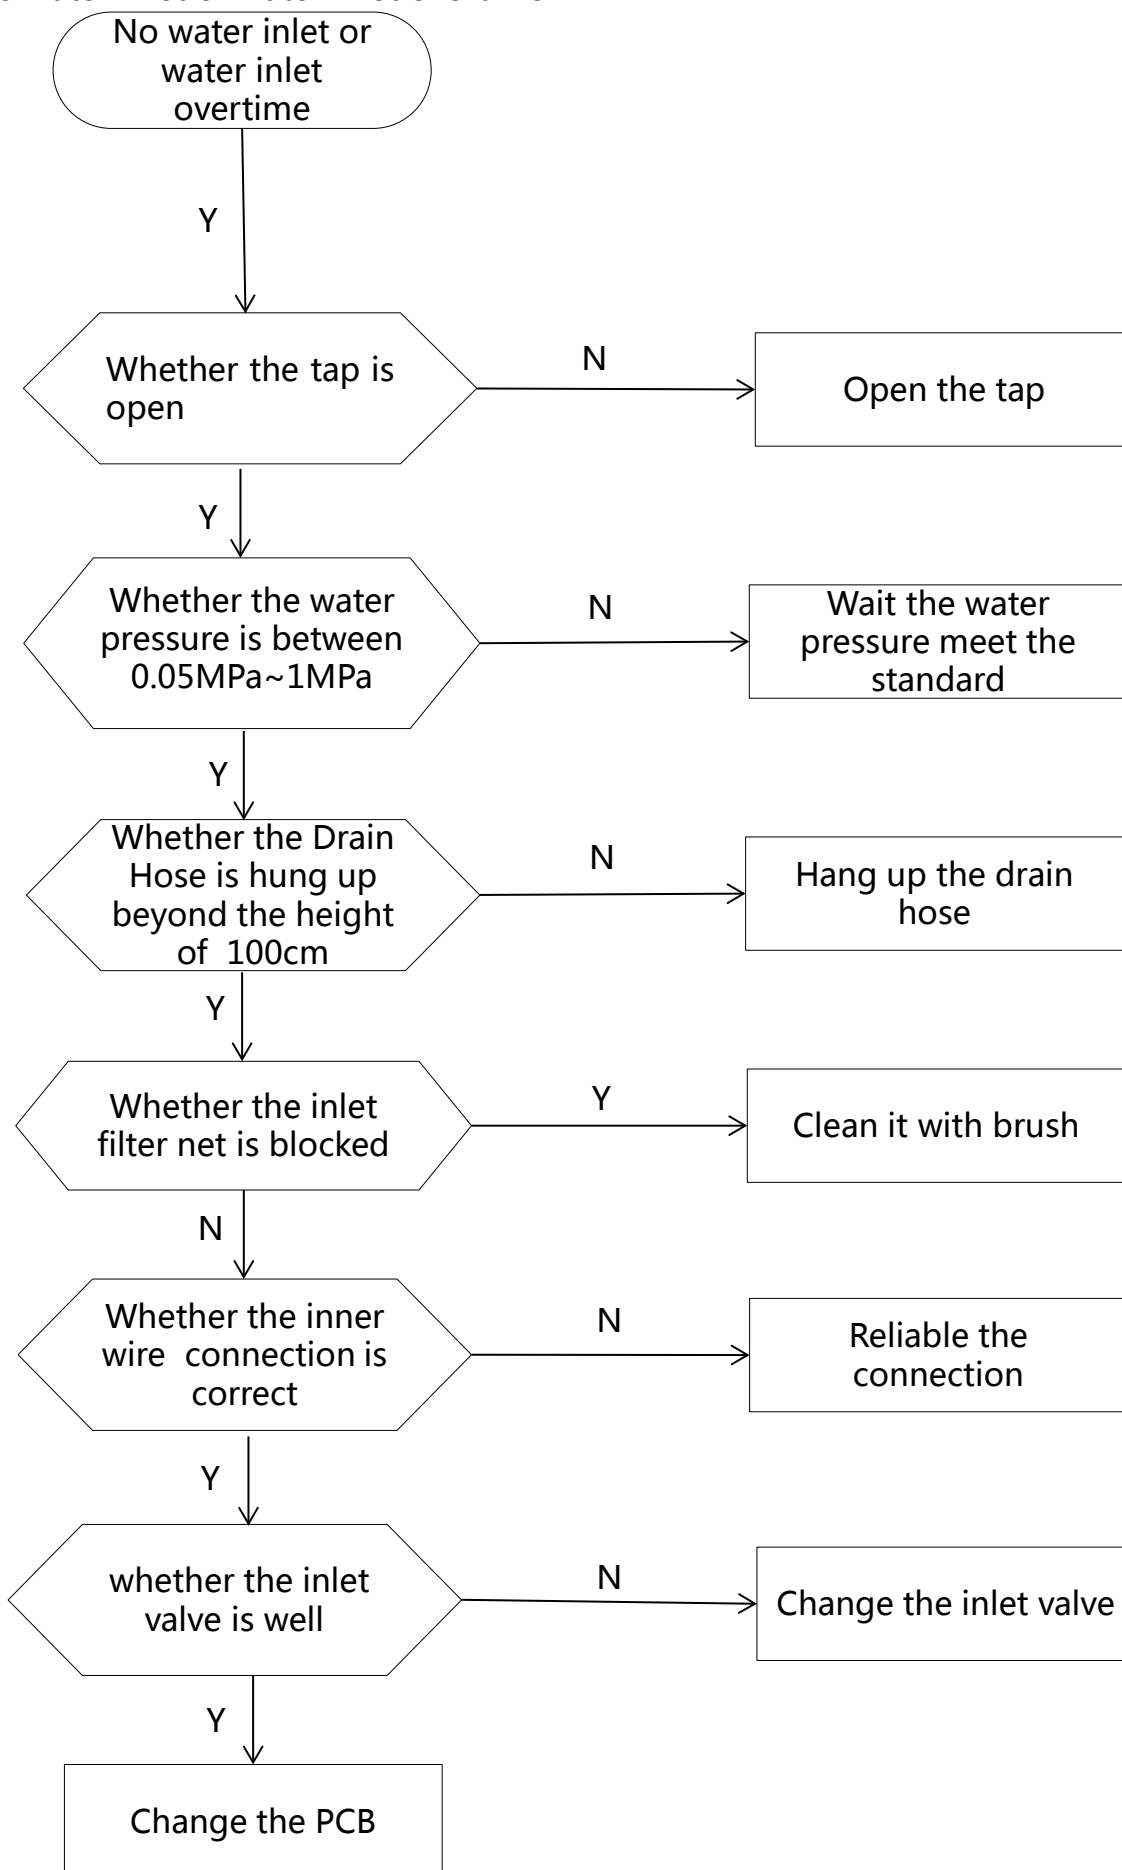 No water inlet or
water inlet
overtime
Y
Whether the tap is
open
N
Open the tap
Y
Whether the water
pressure is between
0.05MPa~1MPa
N
Wait the water
pressure meet the
standard
Y
Whether the Drain
Hose is hung up
beyond the height
of  100cm
N
Hang up the drain
hose
Y
Whether the inlet
filter net is blocked
Y
Clean it with brush
N
Whether the inner
wire  connection is
correct
N
Reliable the
connection
Y
whether the inlet
valve is well
N
Change the inlet valve
Y
Change the PCB